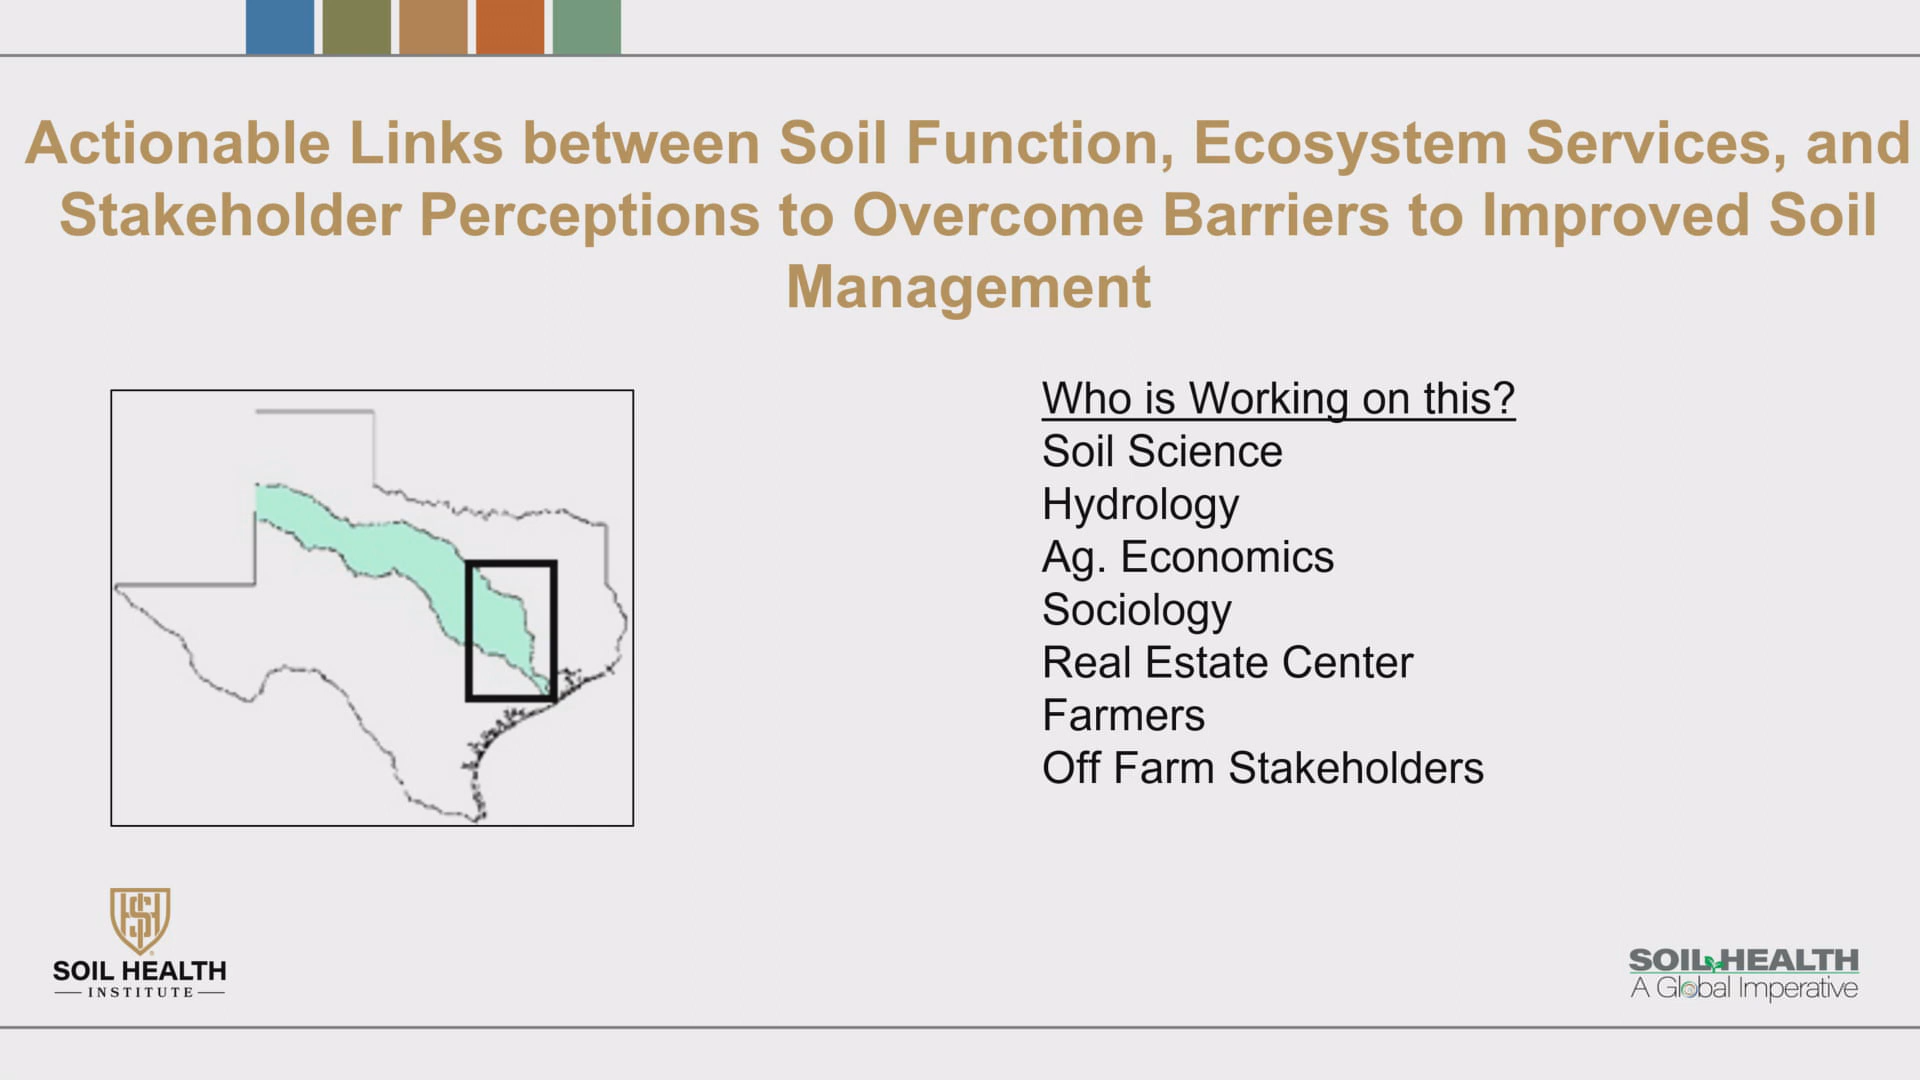 Actionable Links between Soil Function, Ecosystem Services, and
Stakeholder Perceptions to Overcome Barriers to Improved Soil
Management
Who is Working on this?
Soil Science
Hydrology
Ag. Economics
Sociology
Real Estate Center
Farmers
Off Farm Stakeholders
SOIL HEALTH
INSTITUTE
SOIL HEALTH
A Global Imperative